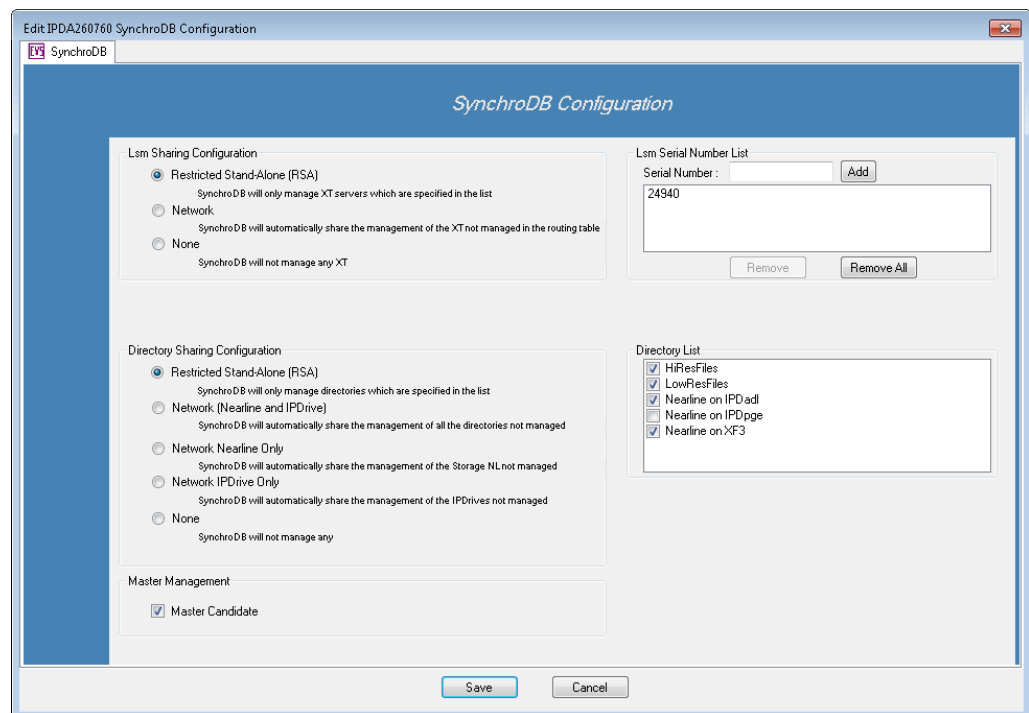 Edit IPDA260760 SynchroDB Configuration
EVS SynchroDB
SynchroDB Configuration
Lsm Sharing Configuration
Restricted Stand-Alone (RSA)
SynchroDB will only manage XT servers which are specified in the list
Network
SynchroDB will automatically share the management of the XT not managed in the routing table
None
SynchroDB will not manage any XT
Lsm Serial Number List
Serial Number : Add
24940
Remove Remove All
Directory Sharing Configuration
Restricted Stand-Alone (RSA)
SynchroDB will only manage directories which are specified in the list
Network (Nearline and IPDrive)
SynchroDB will automatically share the management of all the directories not managed
Network Nearline Only
SynchroDB will automatically share the management of the Storage NL not managed
Network IPDrive Only
SynchroDB will automatically share the management of the IPDrives not managed
None
SynchroDB will not manage any
Directory List
HiResFiles
LowResFiles
Nearline on IPDadl
Nearline on IPDpge
Nearline on XF3
Master Management
Master Candidate
Save Cancel